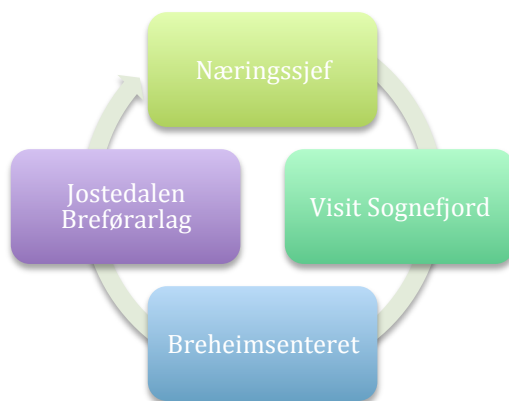 Næringssjef
Jostedalen
Breførarlag
Visit Sognefjord
Breheimsenteret